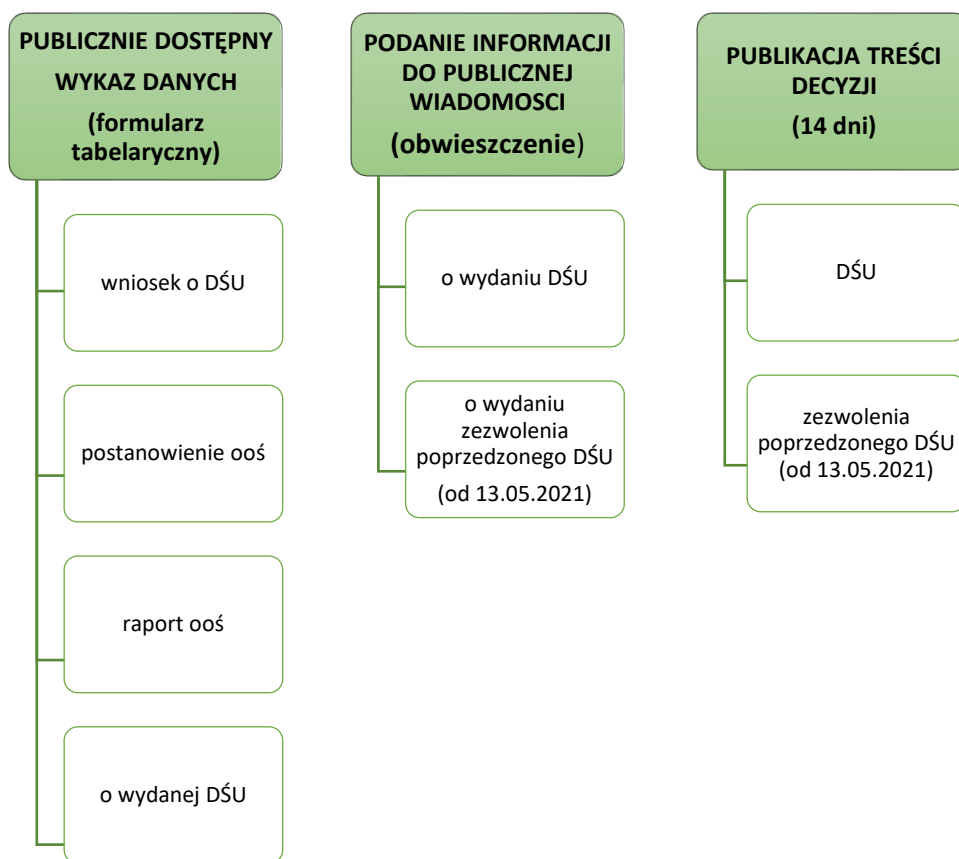 PUBLICZNIE DOSTĘPNY
WYKAZ DANYCH
(formularz
tabelaryczny)
wniosek o DŚU
postanowienie ooś
raport ooś
o wydanej DŚU
PODANIE INFORMACJI
DO PUBLICZNEJ
WIADOMOSCI
(obwieszczenie)
o wydaniu DŚU
o wydaniu
zezwolenia
poprzedzonego DŚU
(od 13.05.2021)
PUBLIKACJA TREŚCI
DECYZJI
(14 dni)
DŚU
zezwolenia
poprzedzonego DŚU
(od 13.05.2021)